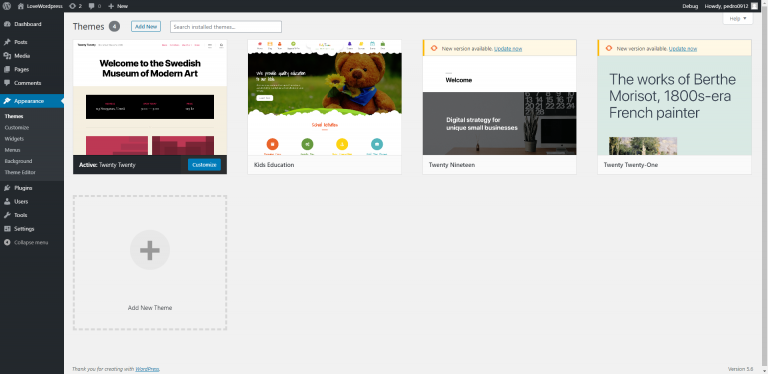 LoveWordpress 2 0 New Debug Howdy, pedro0912
Dashboard
Posts
Media
Pages
Comments
Appearance
Themes
Customize
Widgets
Menus
Background
Theme Editor
Plugins
Users
Tools
Settings
Collapse menu
Themes 4 Add New Search installed themes...
Help
Twenty Twenty
Welcome to the Swedish
Museum of Modern Art
Active: Twenty Twenty Customize
We provide quality education
to our kids
School Activities
Kids Education
New version available. Update now
Welcome
Digital strategy for
unique small businesses
Twenty Nineteen
New version available. Update now
The works of Berthe
Morisot, 1800s-era
French painter
Twenty Twenty-One
Add New Theme
Thank you for creating with WordPress.
Version 5.6